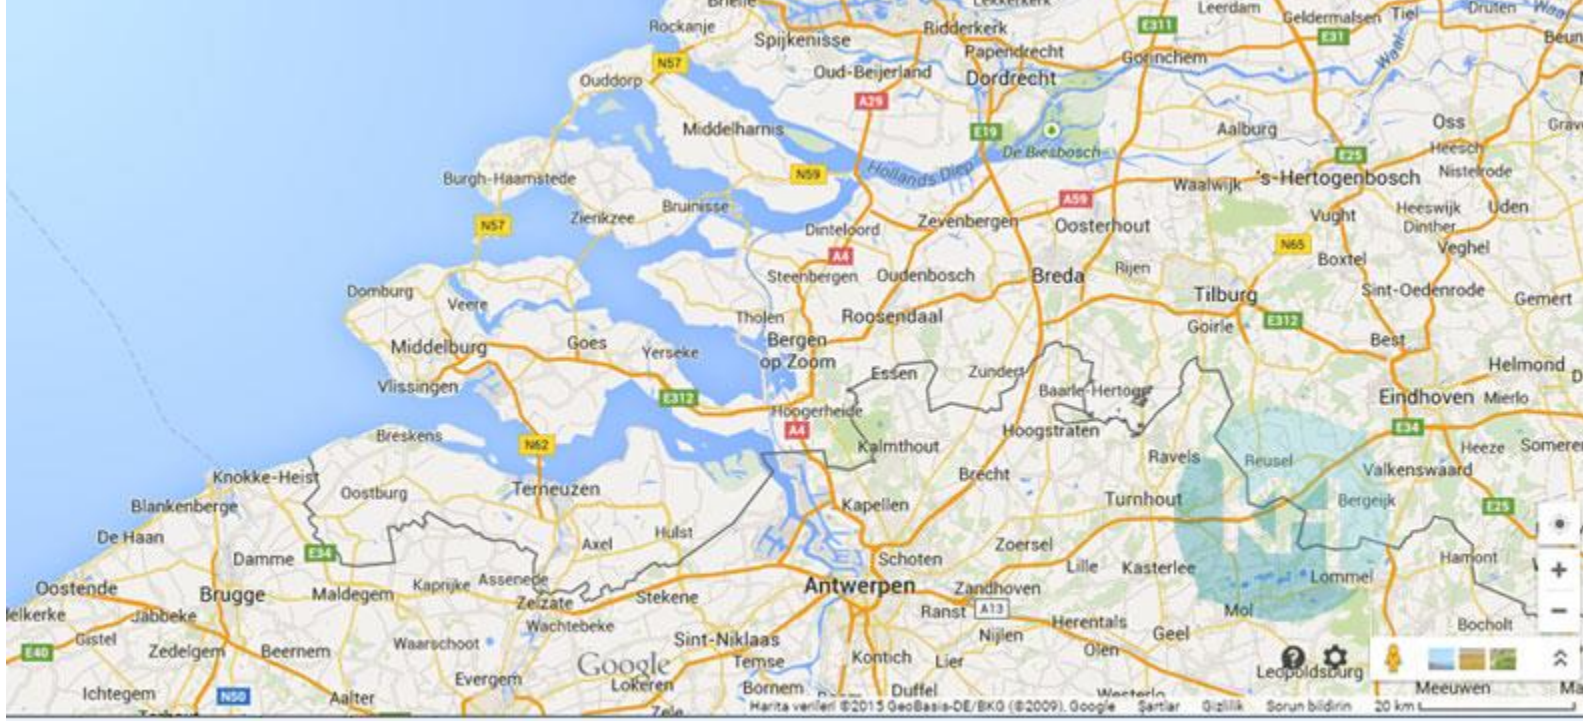 Rockanje
Spijkenisse
Ridderkerk
Leerdam
Geldermalsen
Tiel
Druten
E311
E31
Papendrecht
Gorinchem
Waal
N57
Ouddorp
Oud-Beijerland
Dordrecht
A29
Middelharnis
E19
De Biesbosch
Aalburg
Oss
Heesch
E25
Burgh-Haamstede
N59
Hollands Diep
Waalwijk
's-Hertogenbosch
Nistelrode
A59
N57
Zierikzee
Bruinisse
Dinteloord
Zevenbergen
Oosterhout
Vught
Heeswijk
Dinther
Uden
N65
Veghel
A4
Steenbergen
Oudenbosch
Breda
Rijen
Boxtel
Domburg
Veere
Tilburg
Sint-Oedenrode
Gemert
Tholen
Roosendaal
Goirle
E312
Middelburg
Goes
Yerseke
Bergen
op Zoom
Best
Vlissingen
Essen
Zundert
Helmond
E312
Baarle-Hertog
Eindhoven
Mierlo
Hoogerheide
A4
Breskens
N62
Kalmthout
Hoogstraten
E34
Heeze
Knokke-Heist
Ravels
Reusel
Valkenswaard
Oostburg
Terneuzen
Brecht
Blankenberge
Kapellen
Turnhout
NH
Bergeijk
E25
De Haan
Hulst
Damme
E34
Axel
Schoten
Zoersel
Hamont
Oostende
Brugge
Maldegem
Kaprijke
Assenede
Antwerpen
Lille
Kasterlee
Lommel
Jabbeke
Zelzate
Stekene
Zandhoven
Wachtebeke
Ranst
A13
Herentals
Mol
Gistel
E40
Zedelgem
Beernem
Waarschoot
Sint-Niklaas
Nijlen
Geel
Bocholt
Google
Temse
Kontich
Lier
Olen
Leopoldsburg
Ichtegem
N50
Aalter
Evergem
Lokeren
Bornem
Duffel
Westerlo
Meeuwen
Zele
Harita verileri ©2015 GeoBasis-DE/BKG (©2009), Google Şartlar Gizlilik Sorun bildirin 20 km